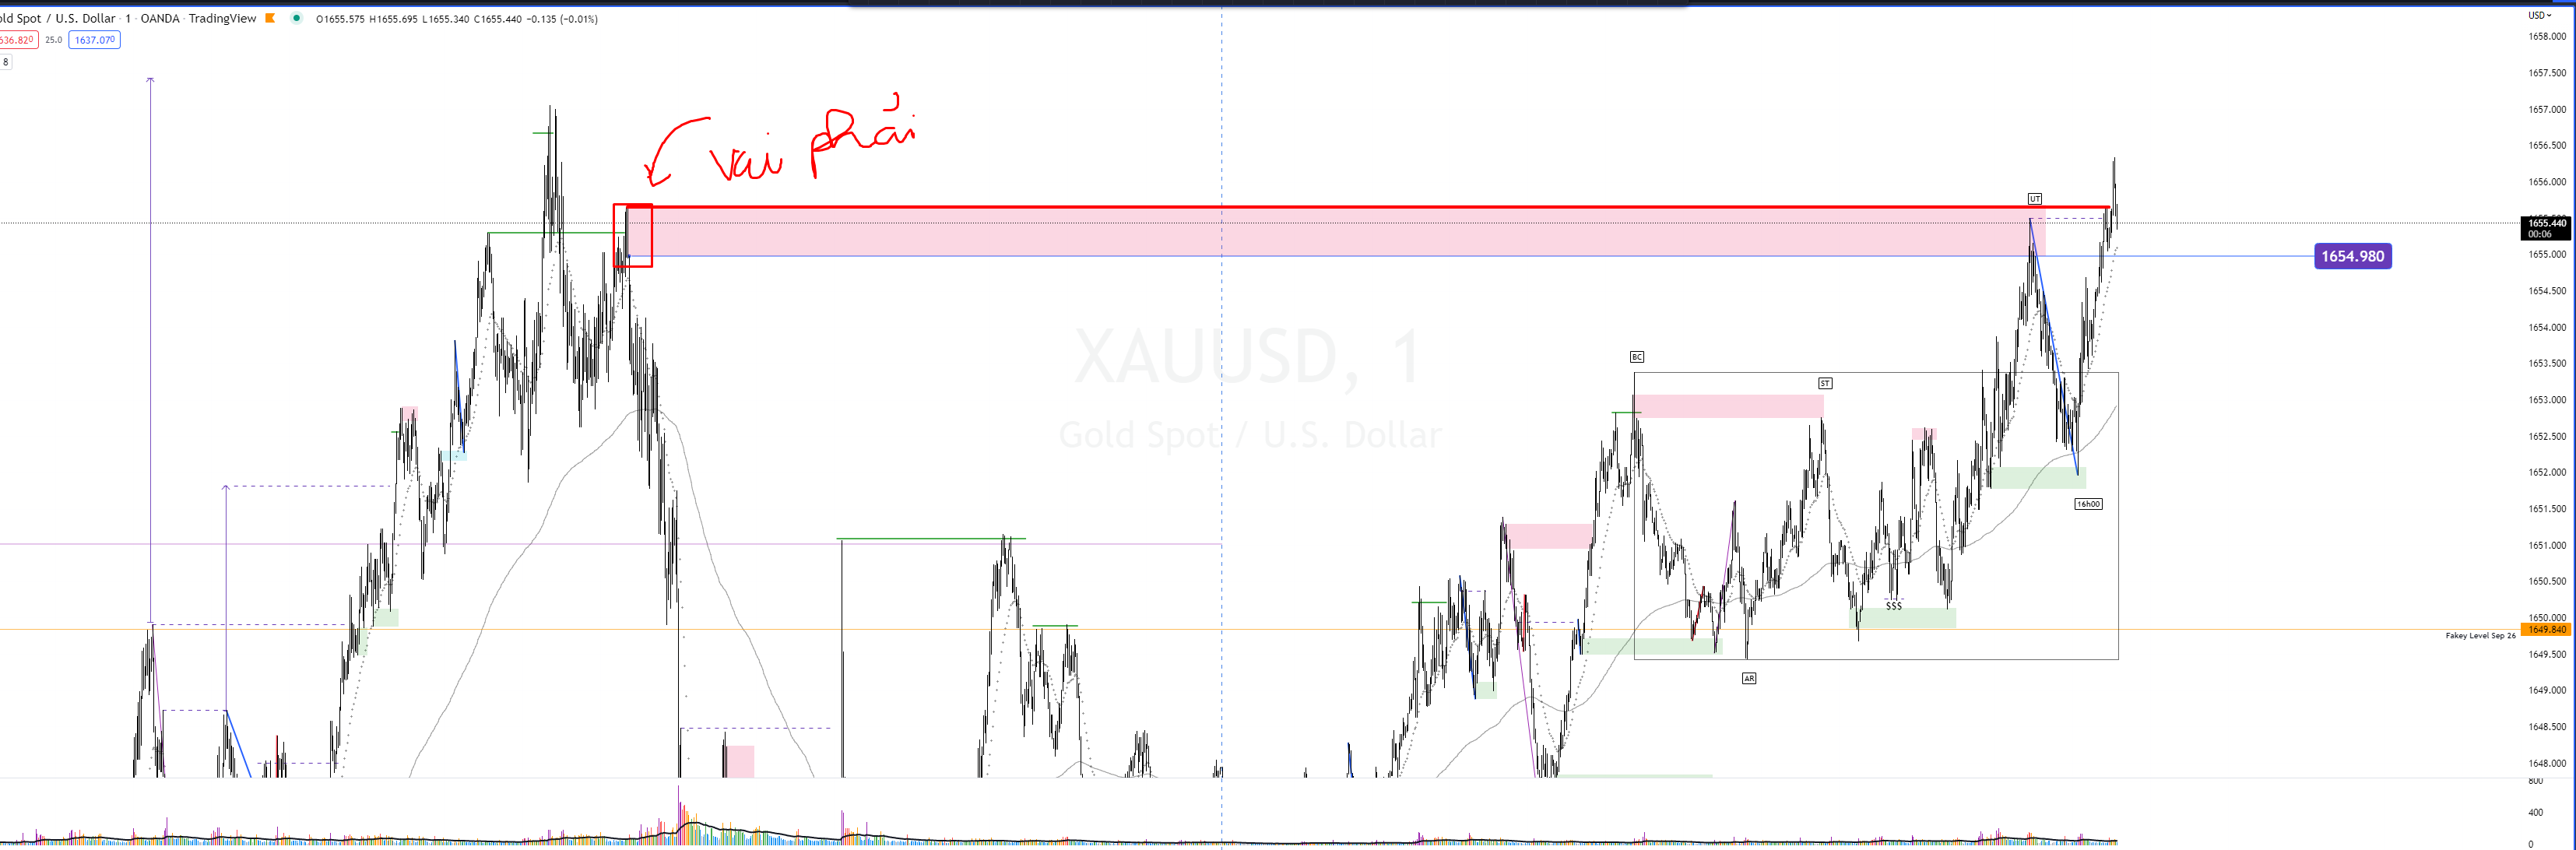 old Spot / U.S. Dollar · 1 · OANDA · TradingView O1655.575 H1655.695 L1655.340 C1655.440 −0.135 (−0.01%)
USD
636.820 25.0 1637.070
8
1658.000
1657.500
1657.000
1656.500
1656.000
1655.440
00:06
1655.000
1654.500
1654.000
1653.500
1653.000
1652.500
1652.000
1651.500
1651.000
1650.500
1650.000
1649.840
1649.500
1649.000
1648.500
1648.000
800
400
0
vai phải
UT
1654.980
XAUUSD, 1
Gold Spot / U.S. Dollar
BC
ST
16h00
$$$
Fakey Level Sep 26
AR